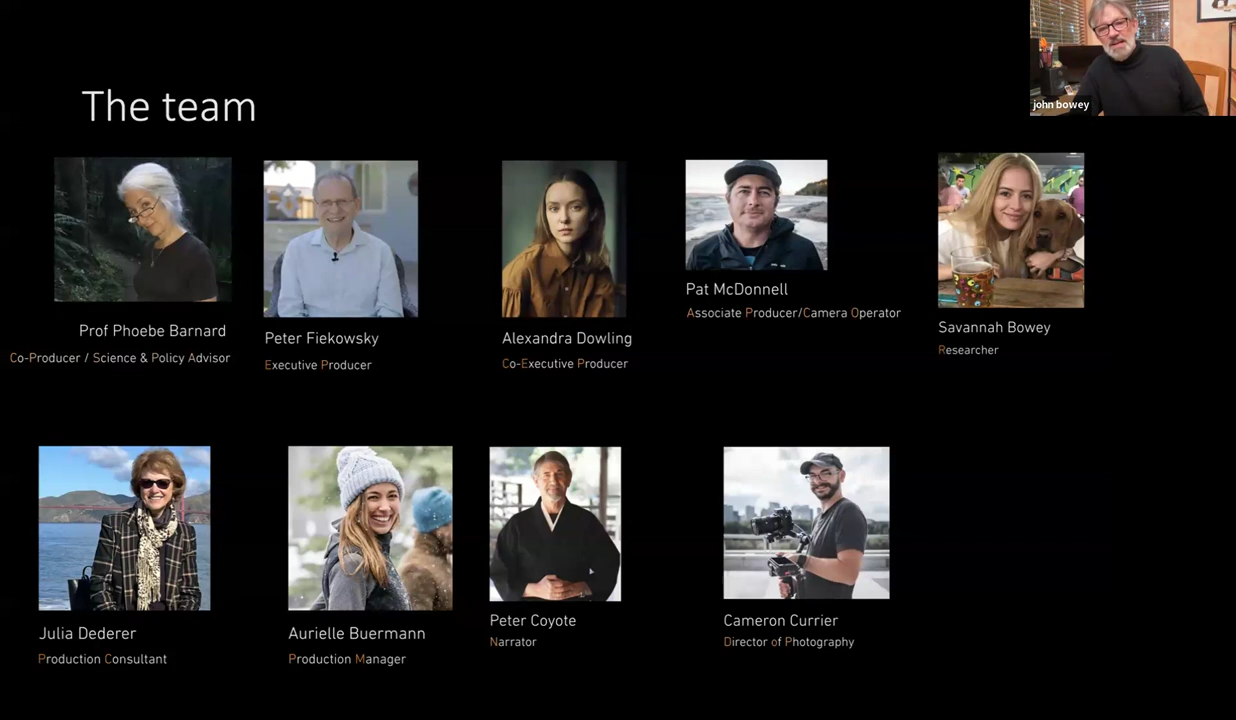 john bowey
The team
Prof Phoebe Barnard
Co-Producer / Science & Policy Advisor
Peter Fiekowsky
Executive Producer
Alexandra Dowling
Co-Executive Producer
Pat McDonnell
Associate Producer/Camera Operator
Savannah Bowey
Researcher
Julia Dederer
Production Consultant
Aurielle Buermann
Production Manager
Peter Coyote
Narrator
Cameron Currier
Director of Photography